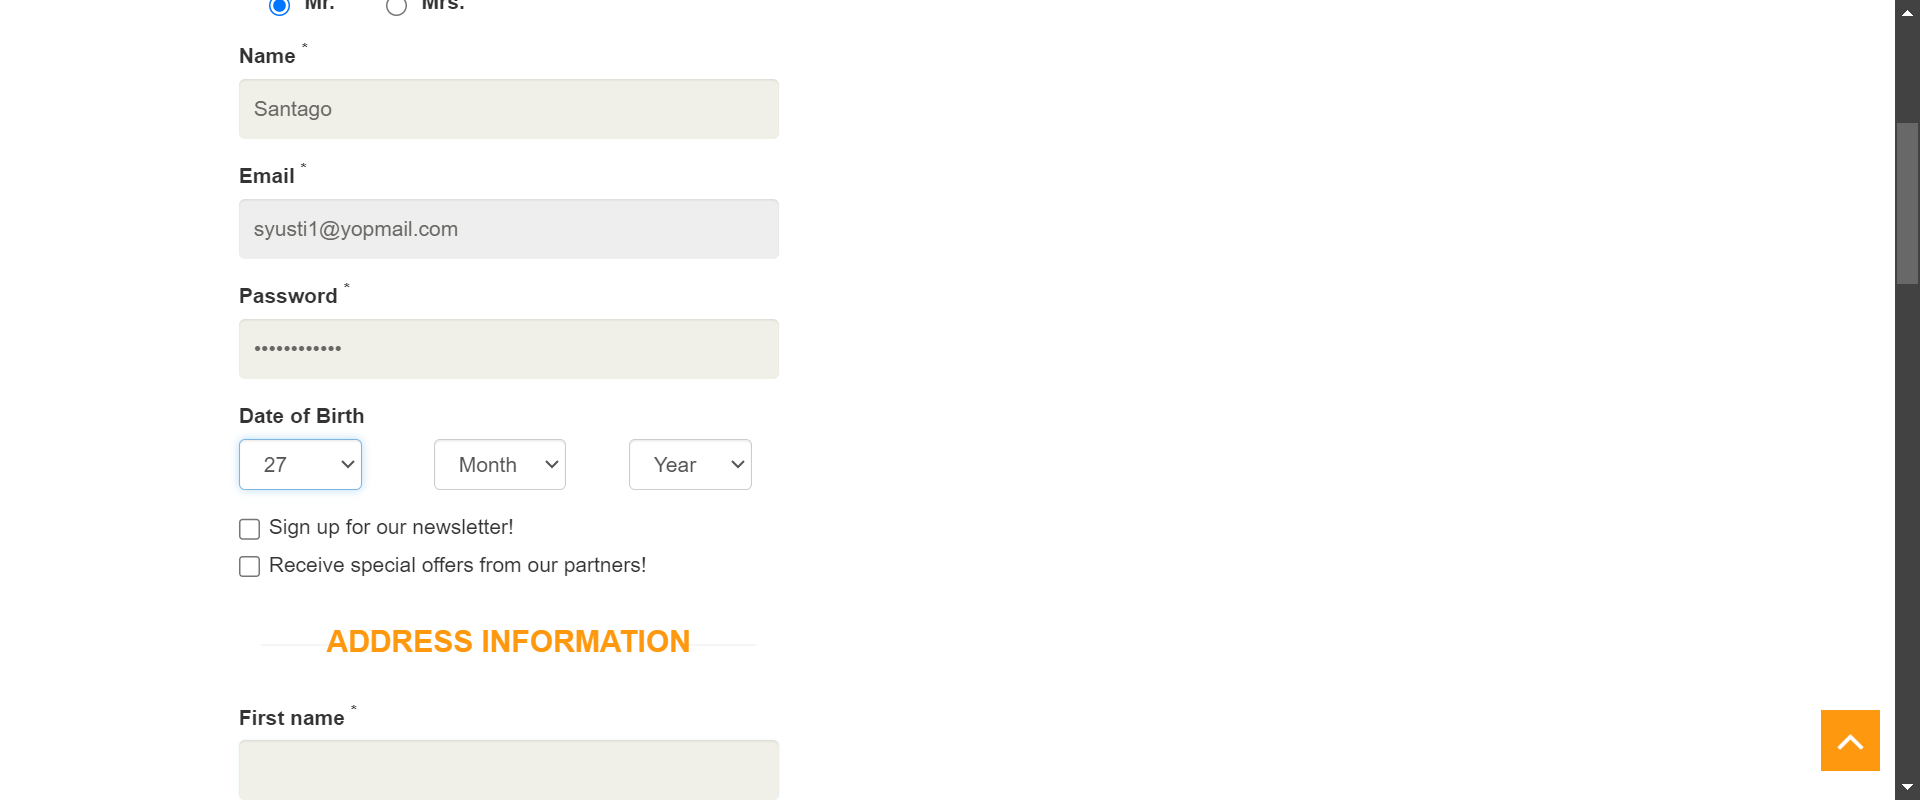 Mr. Mrs.
Name *
Santago
Email *
syusti1@yopmail.com
Password *
••••••••••••
Date of Birth
27 Month Year
Sign up for our newsletter!
Receive special offers from our partners!
ADDRESS INFORMATION
First name *